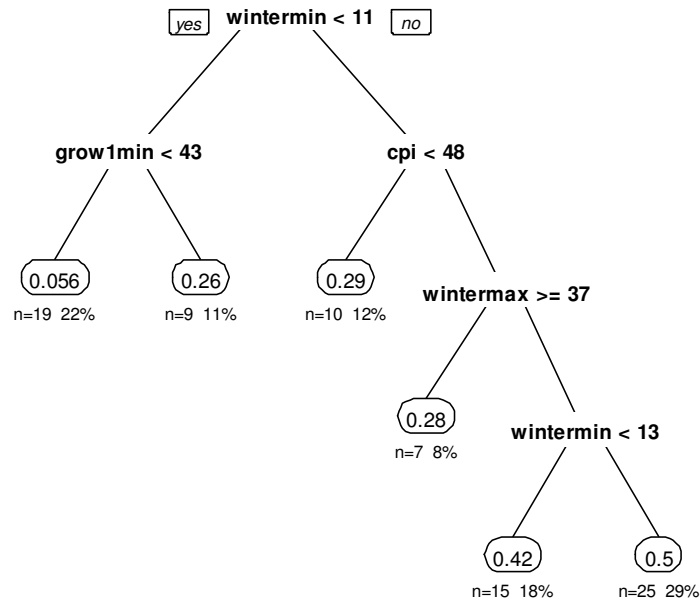 yes wintermin < 11 no
grow1min < 43 cpi < 48
0.056 0.26 0.29
wintermax >= 37
n=19 22% n=9 11% n=10 12%
0.28
wintermin < 13
n=7 8%
0.42 0.5
n=15 18% n=25 29%